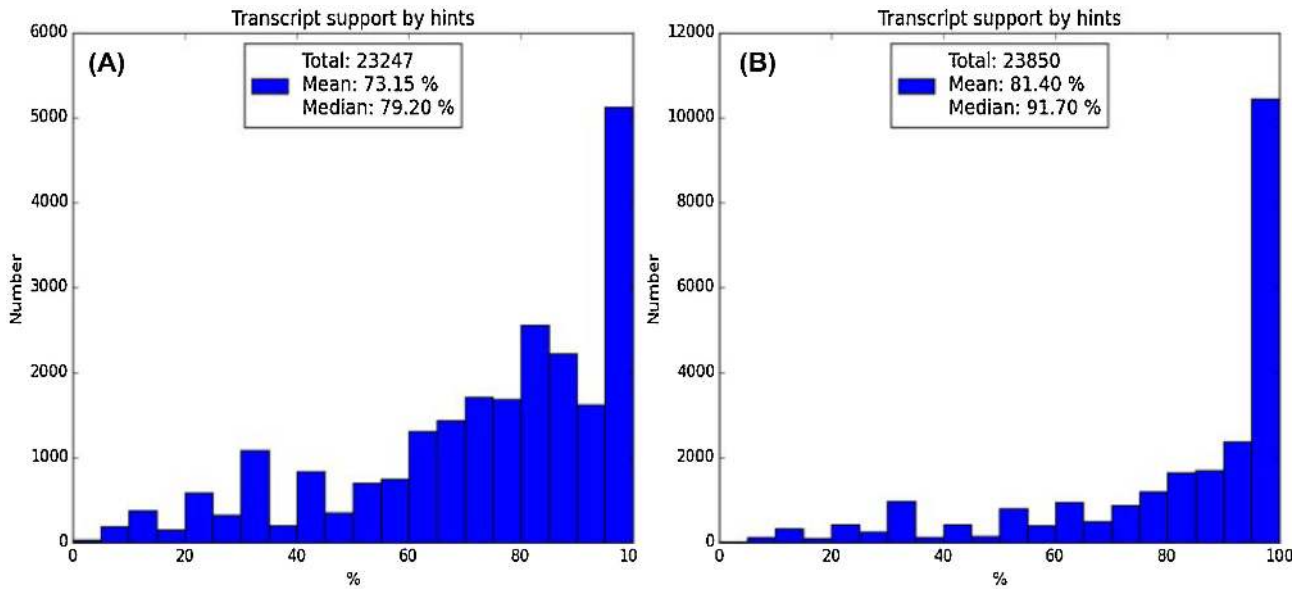 Transcript support by hints
(A)
Total: 23247
Mean: 73.15 %
Median: 79.20 %
6000
5000
4000
3000
2000
1000
0
Number
0 20 40 60 80 10
%
Transcript support by hints
(B)
Total: 23850
Mean: 81.40 %
Median: 91.70 %
12000
10000
8000
6000
4000
2000
0
Number
0 20 40 60 80 100
%